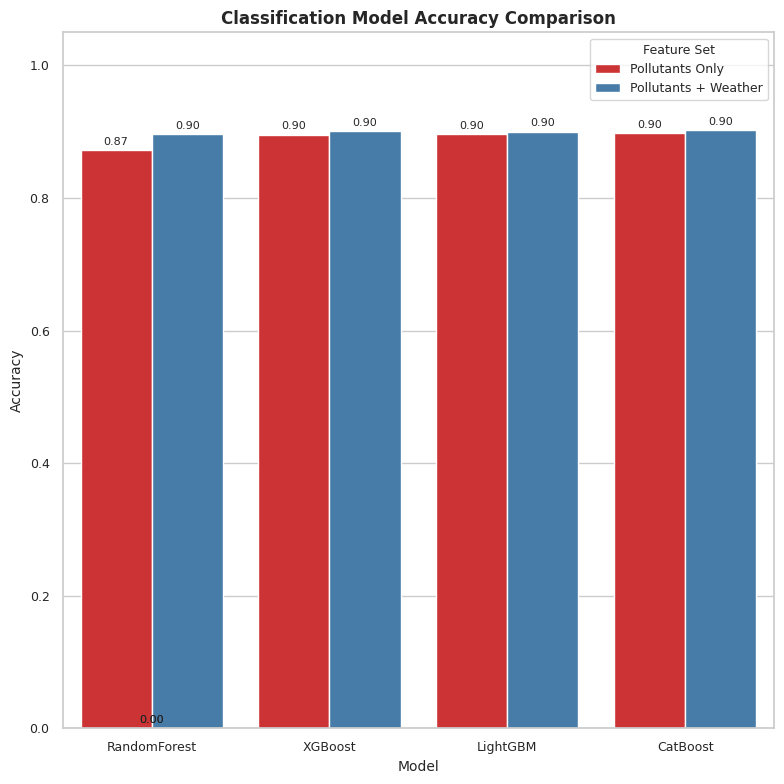 Classification Model Accuracy Comparison
Feature Set
Pollutants Only
Pollutants + Weather
1.0
0.8
0.6
0.4
0.2
0.0
Accuracy
0.87
0.90
0.90
0.90
0.90
0.90
0.90
0.90
0.00
RandomForest
XGBoost
LightGBM
CatBoost
Model